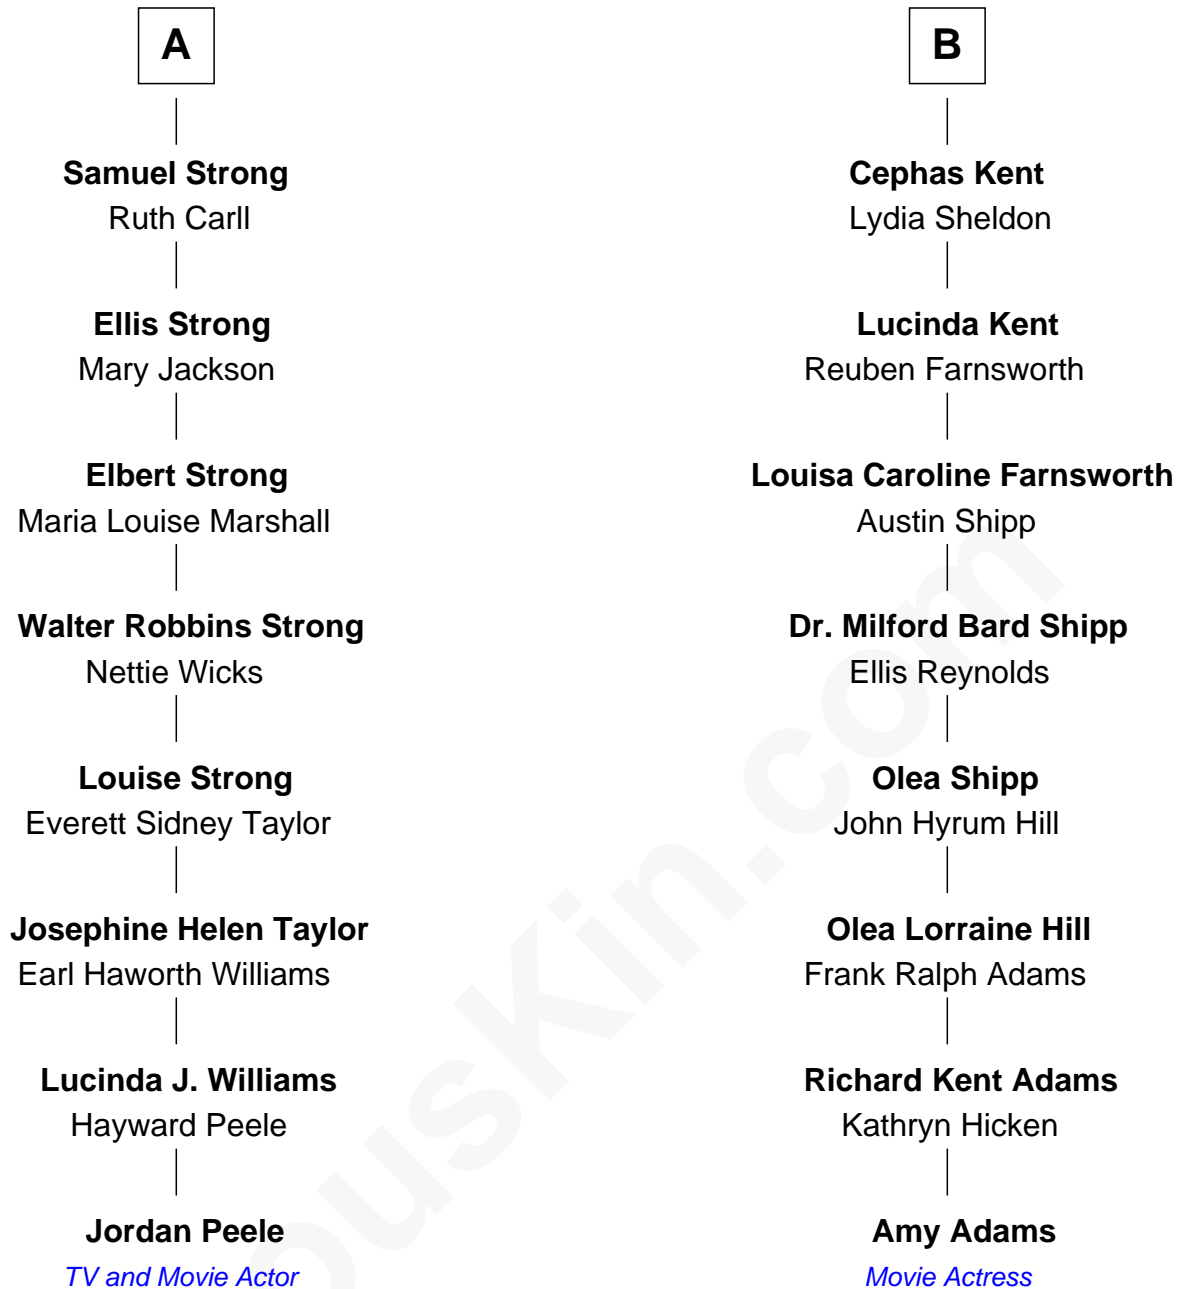 A
Samuel Strong
Ruth Carll
Ellis Strong
Mary Jackson
Elbert Strong
Maria Louise Marshall
Walter Robbins Strong
Nettie Wicks
Louise Strong
Everett Sidney Taylor
Josephine Helen Taylor
Earl Haworth Williams
Lucinda J. Williams
Hayward Peele
Jordan Peele
TV and Movie Actor
B
Cephas Kent
Lydia Sheldon
Lucinda Kent
Reuben Farnsworth
Louisa Caroline Farnsworth
Austin Shipp
Dr. Milford Bard Shipp
Ellis Reynolds
Olea Shipp
John Hyrum Hill
Olea Lorraine Hill
Frank Ralph Adams
Richard Kent Adams
Kathryn Hicken
Amy Adams
Movie Actress
ousKin.com